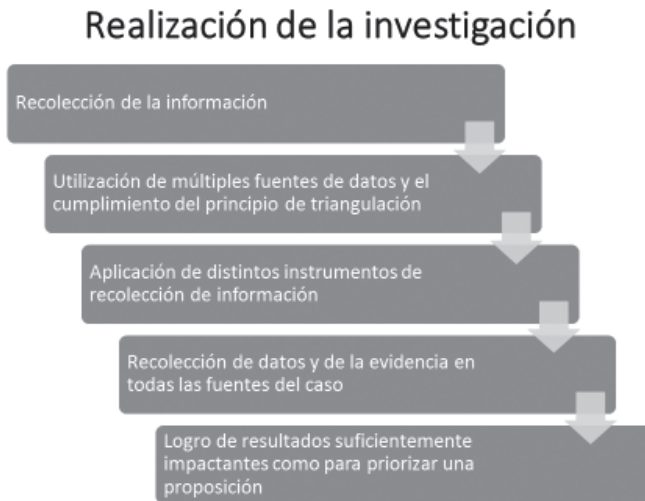 Realización de la investigación
Recolección de la información
Utilización de múltiples fuentes de datos y el
cumplimiento del principio de triangulación
Aplicación de distintos instrumentos de
recolección de información
Recolección de datos y de la evidencia en
todas las fuentes del caso
Logro de resultados suficientemente
impactantes como para priorizar una
proposición